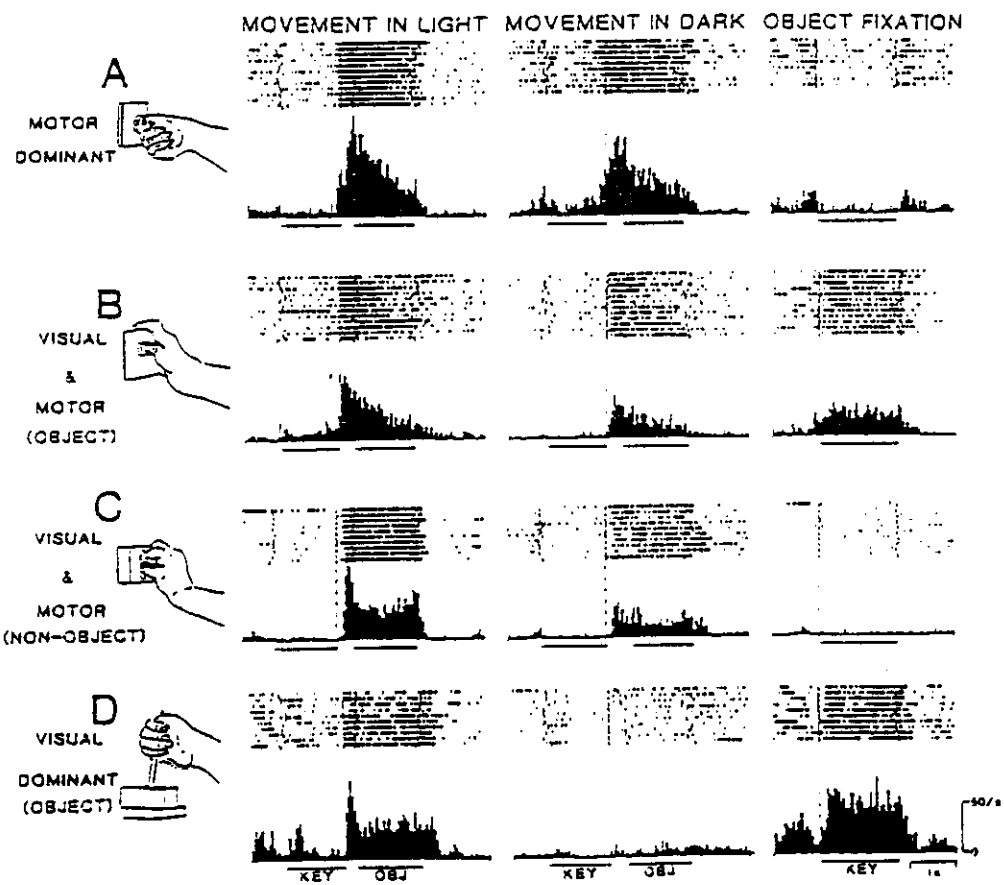 MOVEMENT IN LIGHT MOVEMENT IN DARK OBJECT FIXATION
A
MOTOR
DOMINANT
B
VISUAL
&
MOTOR
(OBJECT)
C
VISUAL
&
MOTOR
(NON-OBJECT)
D
VISUAL
DOMINANT
(OBJECT)
KEY OBJ KEY OBJ KEY 1s